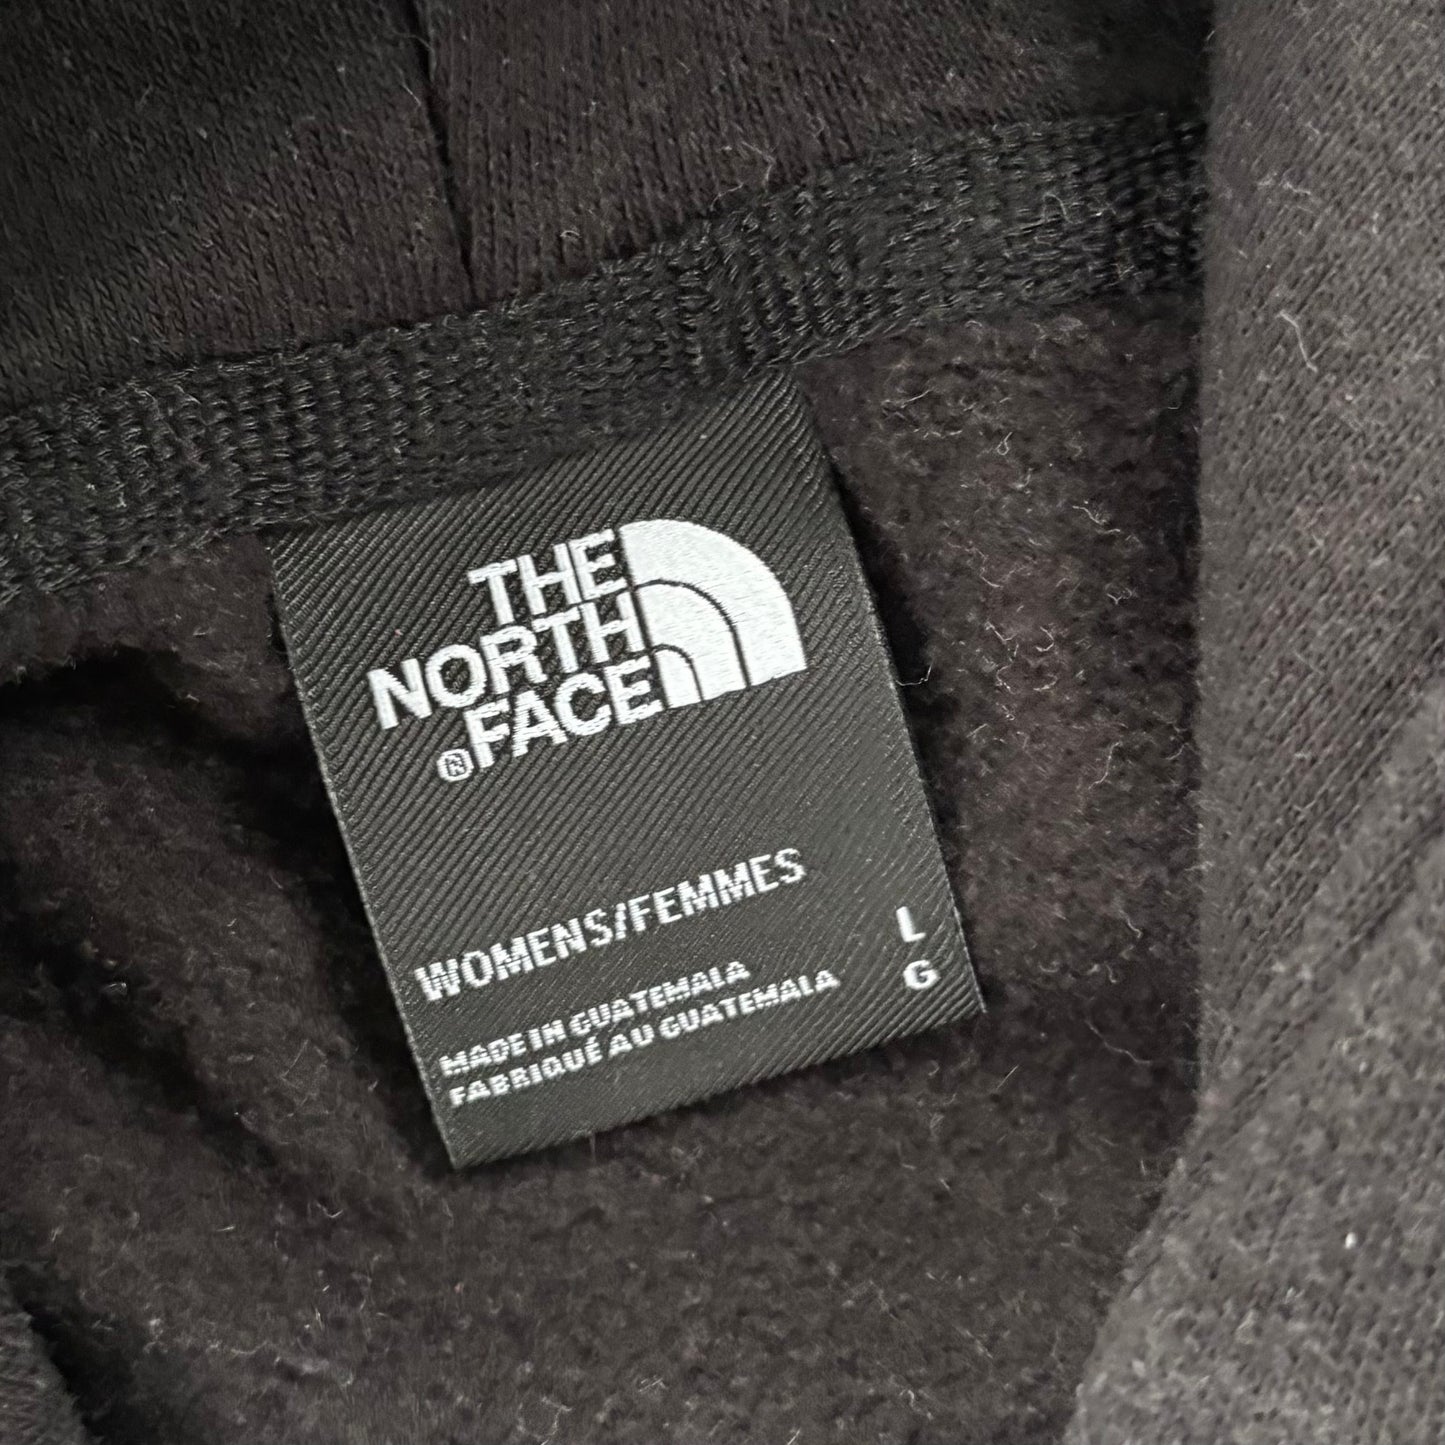 THE
NORTH
® FACE
WOMENS/FEMMES
L
G
MADE IN GUATEMALA
FABRIQUÉ AU GUATEMALA